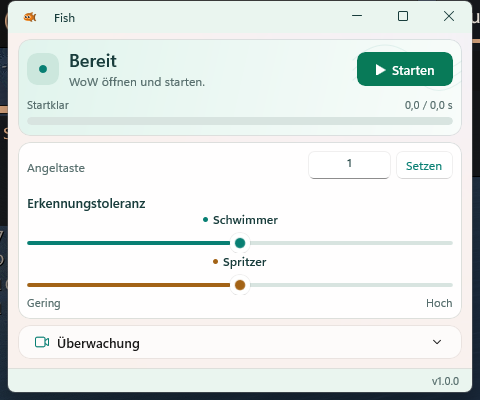 Fish
Bereit
WoW öffnen und starten.
Starten
Startklar
0,0 / 0,0 s
Angeltaste
1
Setzen
Erkennungstoleranz
Schwimmer
Spritzer
Gering
Hoch
Überwachung
v1.0.0